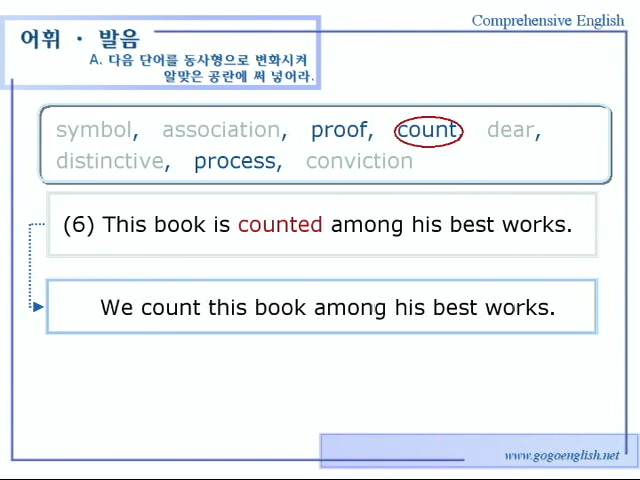 Comprehensive English
어휘 · 발음
A. 다음 단어를 동사형으로 변화시켜
알맞은 공란에 써 넣어라.
symbol, association, proof, count, dear,
distinctive, process, conviction
(6) This book is counted among his best works.
We count this book among his best works.
www.gogoenglish.net